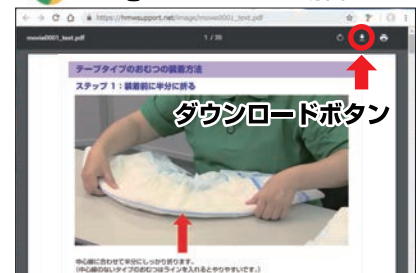 https://hmwsupport.net/image/movie0001_text.pdf
movie0001_text.pdf
1 / 38
テープタイプのおむつの装着方法
ステップ 1：装着前に半分に折る
ダウンロードボタン
中心線に合わせて半分にしっかり折ります。
(中心線のないタイプのおむつはラインを入れるとやりやすいです。)